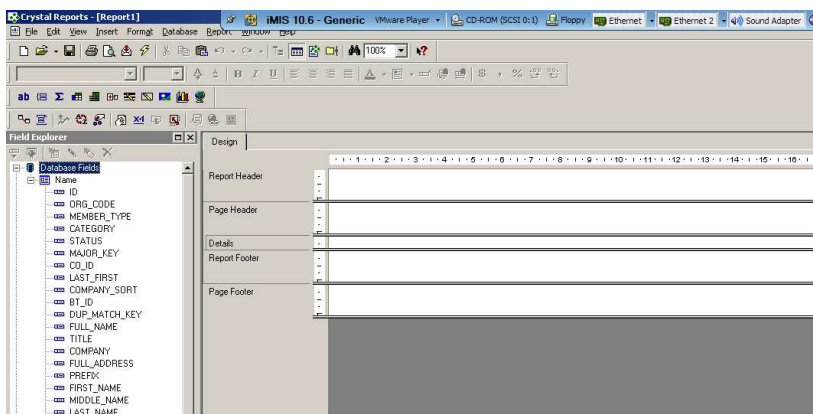 Crystal Reports - [Report1]
iMIS 10.6 - Generic VMware Player CD-ROM (SCSI 0:1) Floppy Ethernet Ethernet 2 Sound Adapter
File Edit View Insert Format Database Report Window Help
100%
B I U A $ , %
ab Σ
Field Explorer
Design
1 2 3 4 5 6 7 8 9 10 11 12 13 14 15 16
Database Fields
Name
ID
ORG_CODE
MEMBER_TYPE
CATEGORY
STATUS
MAJOR_KEY
CO_ID
LAST_FIRST
COMPANY_SORT
BT_ID
DUP_MATCH_KEY
FULL_NAME
TITLE
COMPANY
FULL_ADDRESS
PREFIX
FIRST_NAME
MIDDLE_NAME
LAST_NAME
Report Header
Page Header
Details
Report Footer
Page Footer